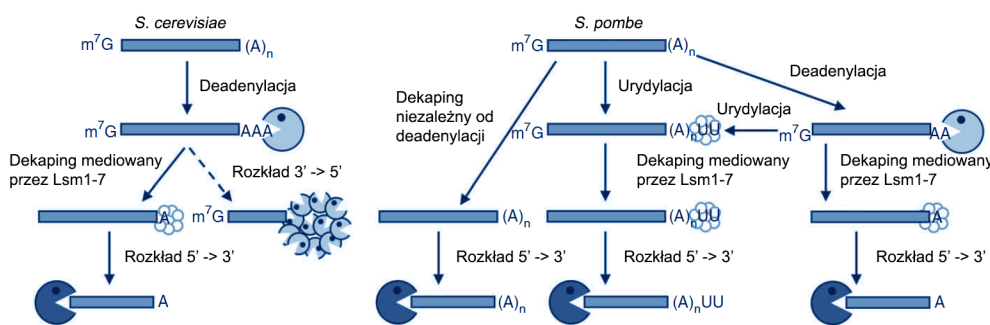 S. cerevisiae
m⁷G (A)ₙ
Deadenylacja
m⁷G AAA
Dekaping mediowany
przez Lsm1-7
Rozkład 3’ -> 5’
A m⁷G
Rozkład 5’ -> 3’
A
S. pombe
m⁷G (A)ₙ
Dekaping
niezależny od
deadenylacji
Urydylacja
Deadenylacja
Urydylacja
m⁷G (A)ₙUU
m⁷G AA
Dekaping mediowany
przez Lsm1-7
Dekaping mediowany
przez Lsm1-7
(A)ₙ (A)ₙUU A
Rozkład 5’ -> 3’ Rozkład 5’ -> 3’ Rozkład 5’ -> 3’
(A)ₙ (A)ₙUU A